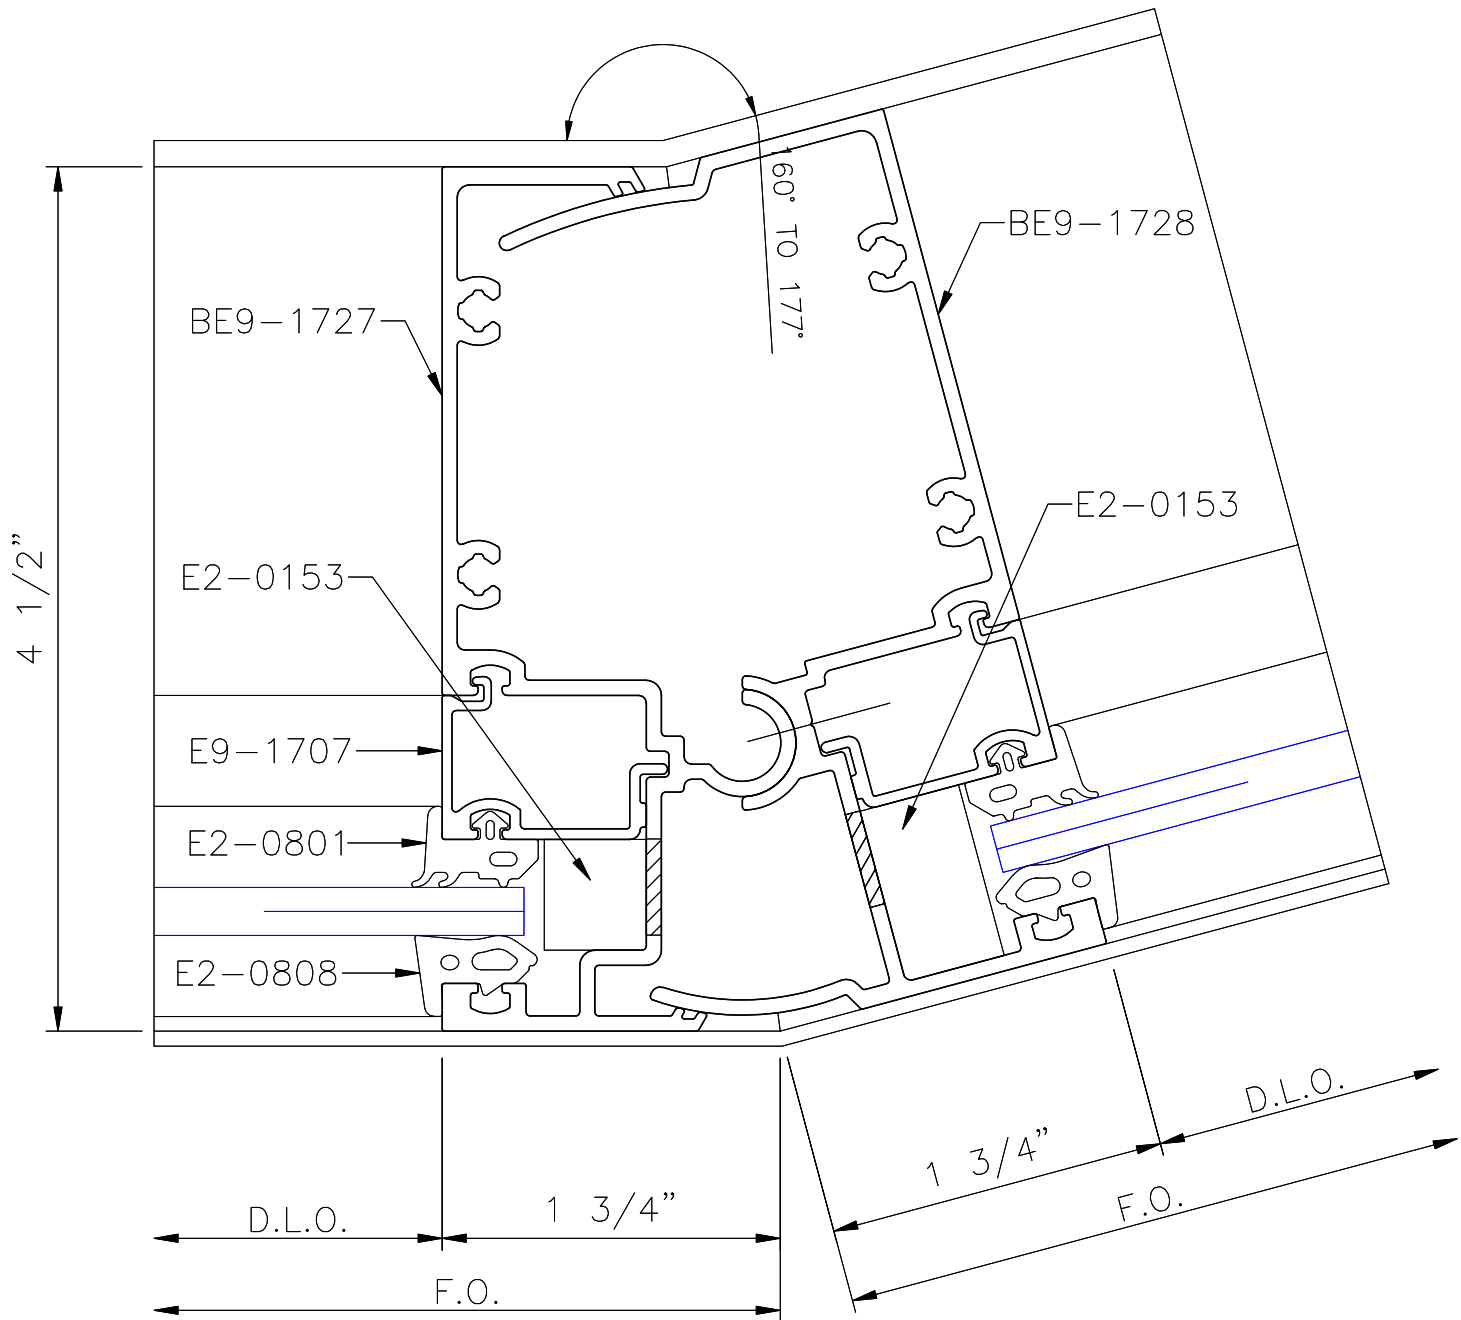 160° TO 177°
BE9-1728
BE9-1727
E2-0153
E2-0153
4 1/2”
E9-1707
E2-0801
E2-0808
D.L.O.
1 3/4”
F.O.
1 3/4”
D.L.O.
F.O.